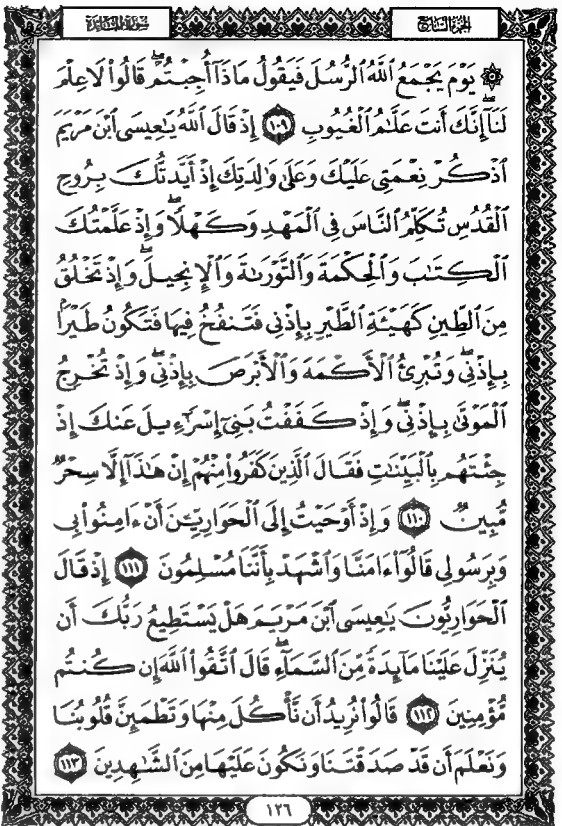 سورة المائدة
الجزء السابع
۞ يَوْمَ يَجْمَعُ ٱللَّهُ ٱلرُّسُلَ فَيَقُولُ مَاذَآ أُجِبْتُمْۖ قَالُوا۟ لَا عِلْمَ
لَنَآۖ إِنَّكَ أَنتَ عَلَّٰمُ ٱلْغُيُوبِ ١٠٩ إِذْ قَالَ ٱللَّهُ يَٰعِيسَى ٱبْنَ مَرْيَمَ
ٱذْكُرْ نِعْمَتِى عَلَيْكَ وَعَلَىٰ وَٰلِدَتِكَ إِذْ أَيَّدتُّكَ بِرُوحِ
ٱلْقُدُسِ تُكَلِّمُ ٱلنَّاسَ فِى ٱلْمَهْدِ وَكَهْلًاۖ وَإِذْ عَلَّمْتُكَ
ٱلْكِتَٰبَ وَٱلْحِكْمَةَ وَٱلتَّوْرَىٰةَ وَٱلْإِنجِيلَۖ وَإِذْ تَخْلُقُ
مِنَ ٱلطِّينِ كَهَيْـَٔةِ ٱلطَّيْرِ بِإِذْنِى فَتَنفُخُ فِيهَا فَتَكُونُ طَيْرًۢا
بِإِذْنِىۖ وَتُبْرِئُ ٱلْأَكْمَهَ وَٱلْأَبْرَصَ بِإِذْنِىۖ وَإِذْ تُخْرِجُ
ٱلْمَوْتَىٰ بِإِذْنِىۖ وَإِذْ كَفَفْتُ بَنِىٓ إِسْرَٰٓءِيلَ عَنكَ إِذْ
جِئْتَهُم بِٱلْبَيِّنَٰتِ فَقَالَ ٱلَّذِينَ كَفَرُوا۟ مِنْهُمْ إِنْ هَٰذَآ إِلَّا سِحْرٌ
مُّبِينٌ ١١٠ وَإِذْ أَوْحَيْتُ إِلَى ٱلْحَوَارِيِّـۧنَ أَنْ ءَامِنُوا۟ بِى
وَبِرَسُولِى قَالُوٓا۟ ءَامَنَّا وَٱشْهَدْ بِأَنَّنَا مُسْلِمُونَ ١١١ إِذْ قَالَ
ٱلْحَوَارِيُّونَ يَٰعِيسَى ٱبْنَ مَرْيَمَ هَلْ يَسْتَطِيعُ رَبُّكَ أَن
يُنَزِّلَ عَلَيْنَا مَآئِدَةً مِّنَ ٱلسَّمَآءِۖ قَالَ ٱتَّقُوا۟ ٱللَّهَ إِن كُنتُم
مُّؤْمِنِينَ ١١٢ قَالُوا۟ نُرِيدُ أَن نَّأْكُلَ مِنْهَا وَتَطْمَئِنَّ قُلُوبُنَا
وَنَعْلَمَ أَن قَدْ صَدَقْتَنَا وَنَكُونَ عَلَيْهَا مِنَ ٱلشَّٰهِدِينَ ١١٣
١٢٦